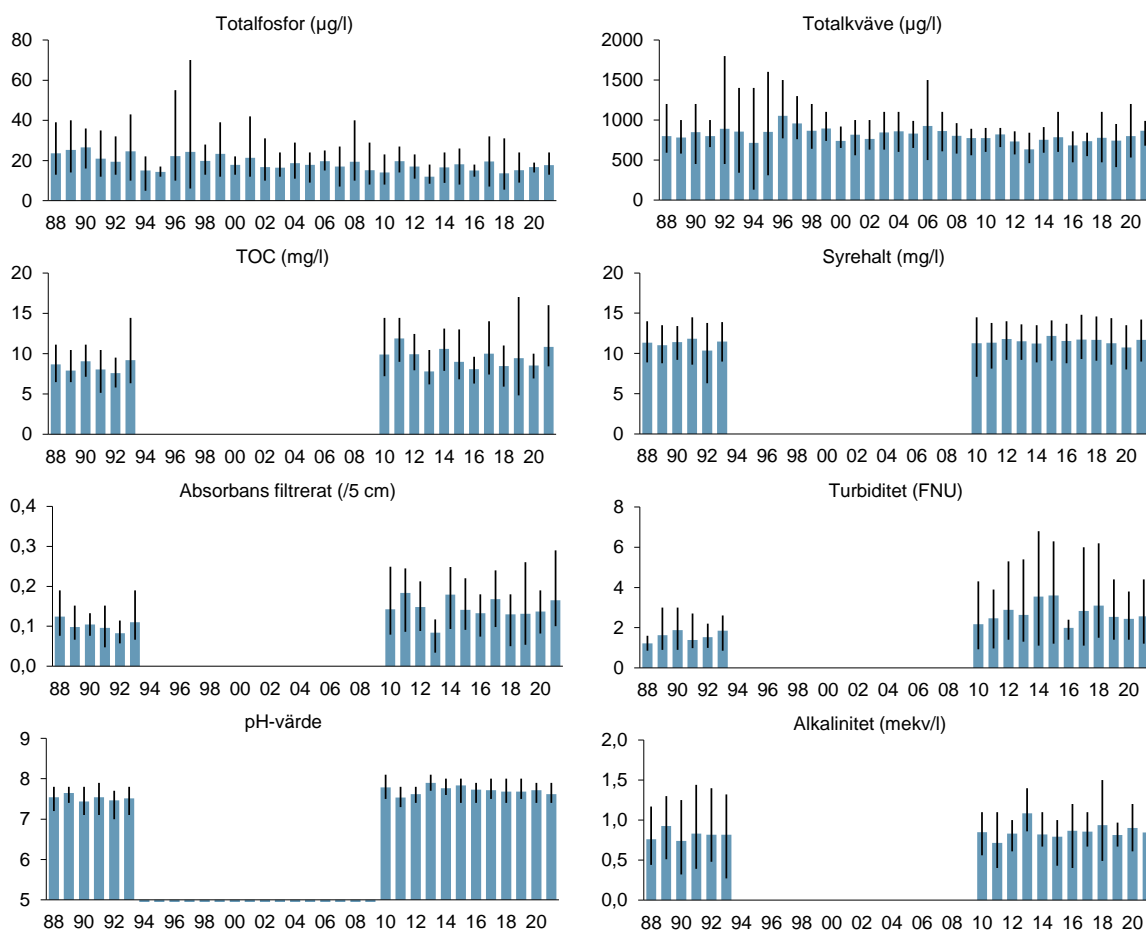 Totalfosfor (µg/l)
80
60
40
20
0
88 90 92 94 96 98 00 02 04 06 08 10 12 14 16 18 20
Totalkväve (µg/l)
2000
1500
1000
500
0
88 90 92 94 96 98 00 02 04 06 08 10 12 14 16 18 20
TOC (mg/l)
20
15
10
5
0
88 90 92 94 96 98 00 02 04 06 08 10 12 14 16 18 20
Syrehalt (mg/l)
20
15
10
5
0
88 90 92 94 96 98 00 02 04 06 08 10 12 14 16 18 20
Absorbans filtrerat (/5 cm)
0,4
0,3
0,2
0,1
0,0
88 90 92 94 96 98 00 02 04 06 08 10 12 14 16 18 20
Turbiditet (FNU)
8
6
4
2
0
88 90 92 94 96 98 00 02 04 06 08 10 12 14 16 18 20
pH-värde
9
8
7
6
5
88 90 92 94 96 98 00 02 04 06 08 10 12 14 16 18 20
Alkalinitet (mekv/l)
2,0
1,5
1,0
0,5
0,0
88 90 92 94 96 98 00 02 04 06 08 10 12 14 16 18 20